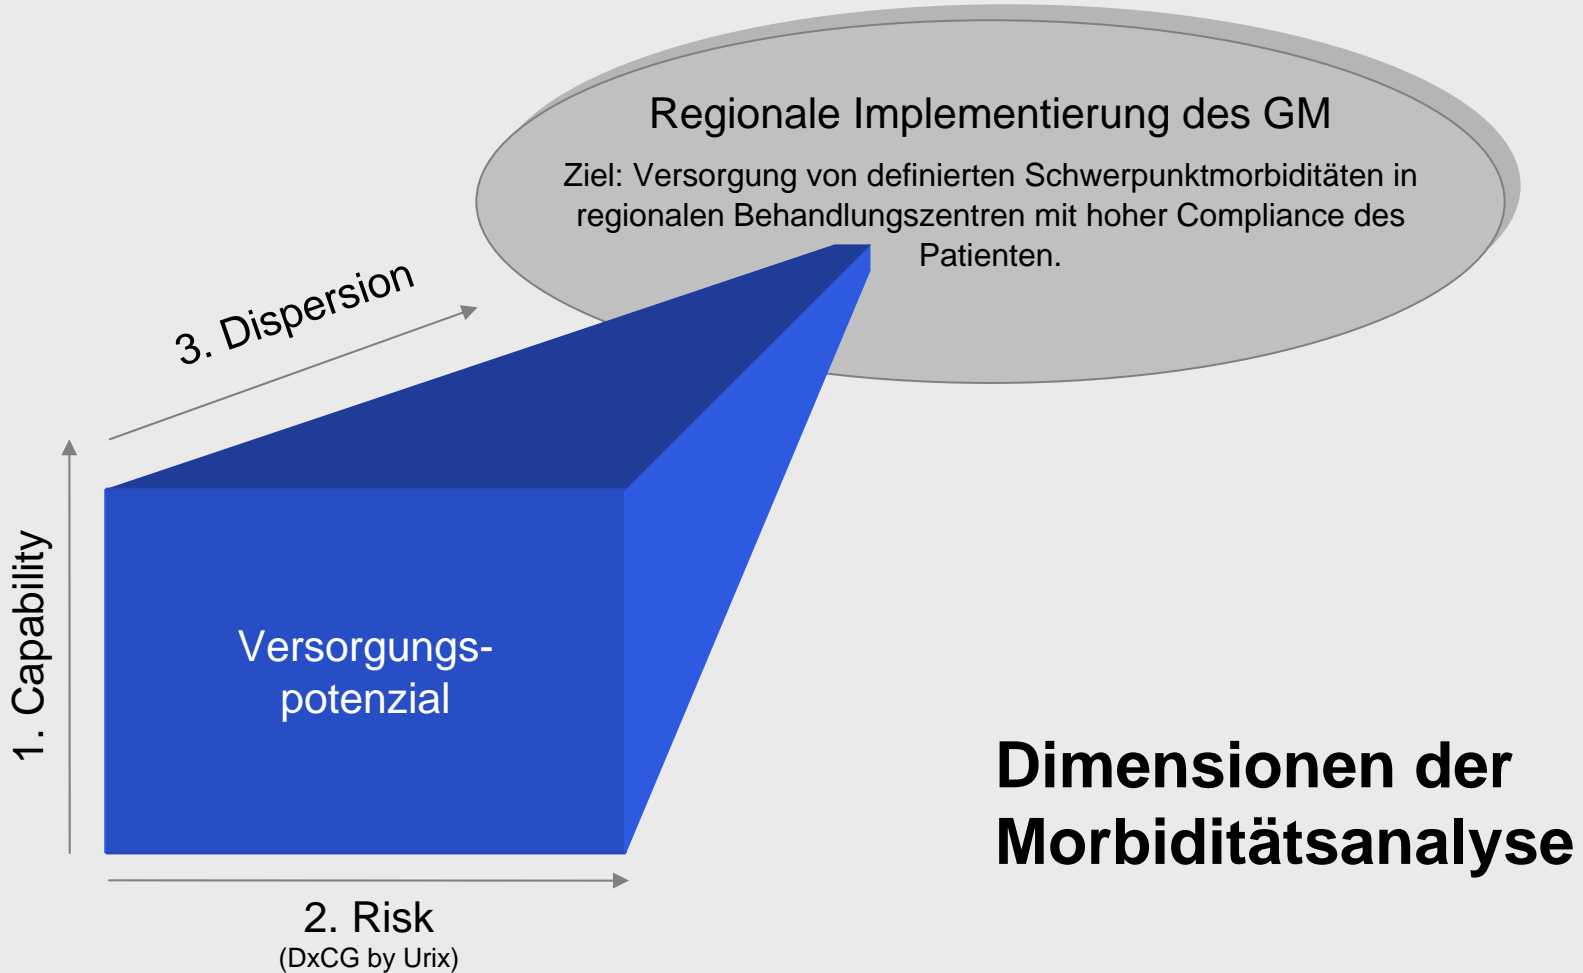 Regionale Implementierung des GM
Ziel: Versorgung von definierten Schwerpunktmorbiditäten in
regionalen Behandlungszentren mit hoher Compliance des
Patienten.
3. Dispersion
1. Capability
Versorgungs-
potenzial
2. Risk
(DxCG by Urix)
Dimensionen der
Morbiditätsanalyse